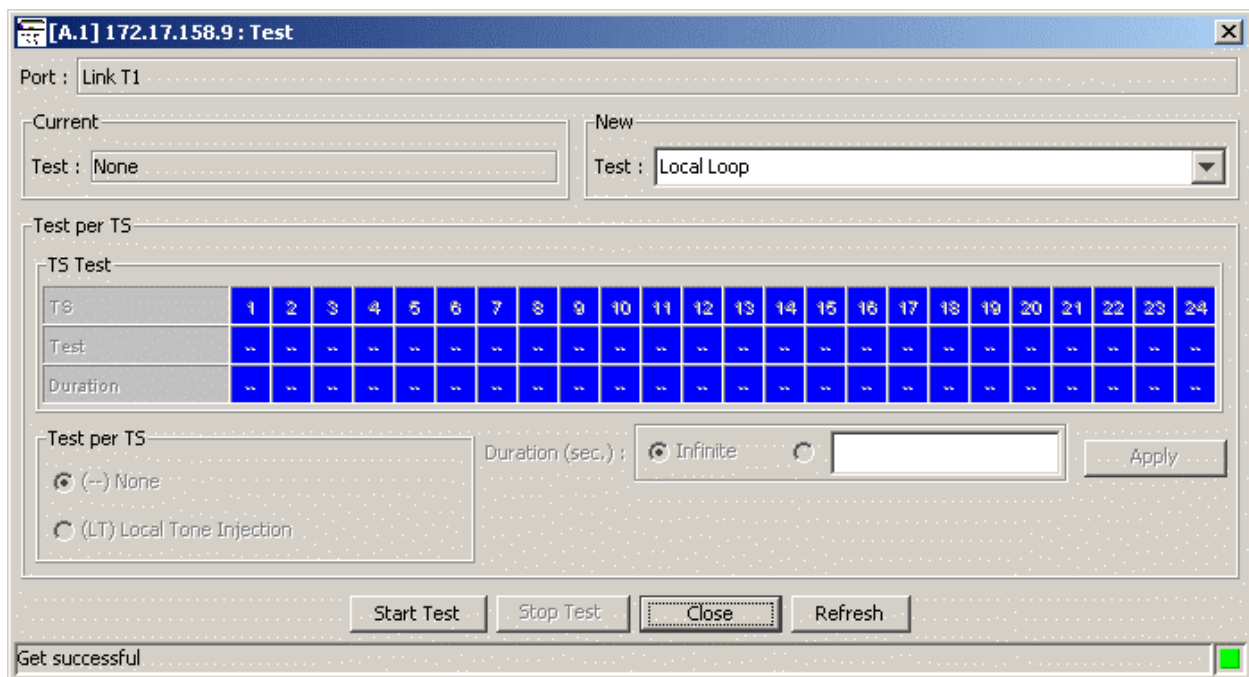 [A.1] 172.17.158.9 : Test
Port : Link T1
Current
Test : None
New
Test : Local Loop
Test per TS
TS Test
TS 1 2 3 4 5 6 7 8 9 10 11 12 13 14 15 16 17 18 19 20 21 22 23 24
Test -- -- -- -- -- -- -- -- -- -- -- -- -- -- -- -- -- -- -- -- -- -- -- --
Duration -- -- -- -- -- -- -- -- -- -- -- -- -- -- -- -- -- -- -- -- -- -- -- --
Test per TS
(--) None
(LT) Local Tone Injection
Duration (sec.) : Infinite
Apply
Start Test Stop Test Close Refresh
Get successful